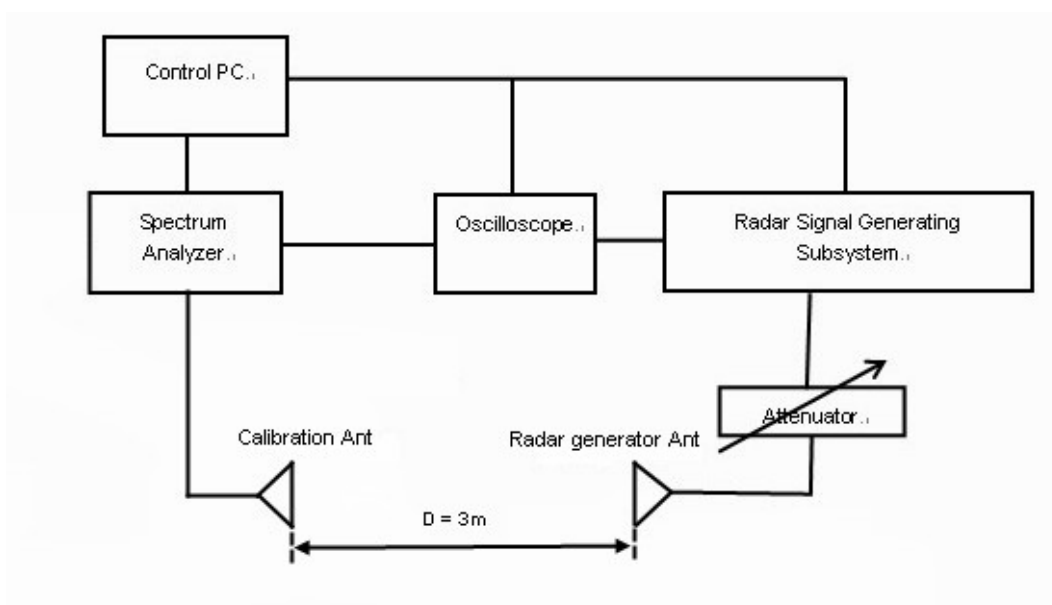 Control PC
Spectrum
Analyzer
Oscilloscope
Radar Signal Generating
Subsystem
Attenuator
Calibration Ant
Radar generator Ant
D = 3m